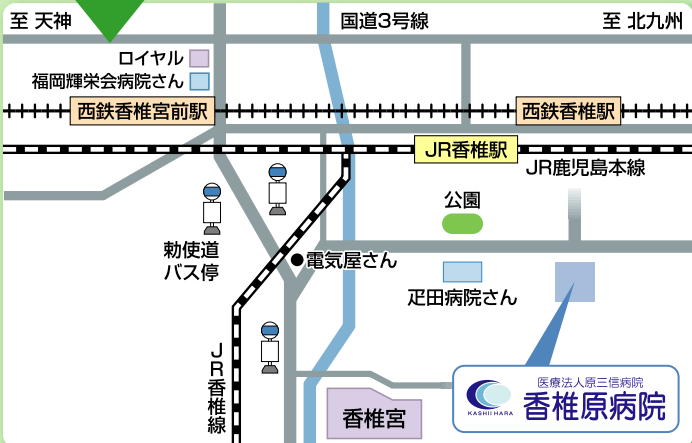 至 天神
国道3号線
至 北九州
ロイヤル
福岡輝栄会病院さん
西鉄香椎宮前駅
西鉄香椎駅
JR香椎駅
JR鹿児島本線
公園
勅使道
バス停
電気屋さん
疋田病院さん
JR香椎線
香椎宮
KASHII HARA
医療法人原三信病院
香椎原病院